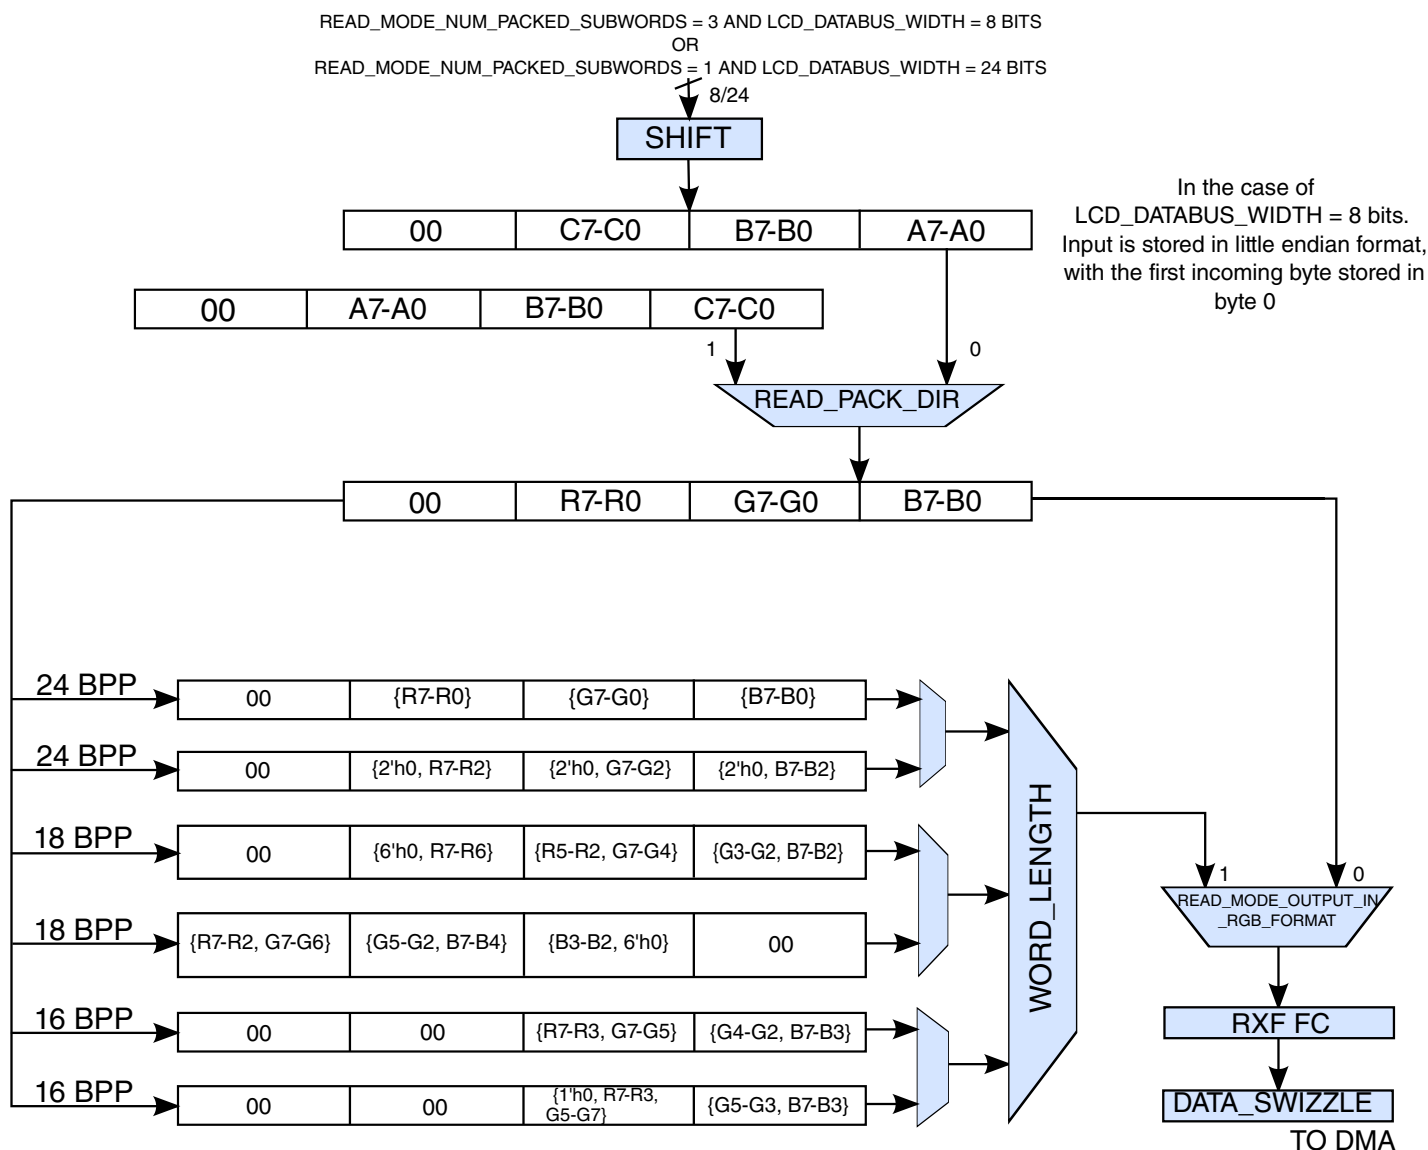 READ_MODE_NUM_PACKED_SUBWORDS = 3 AND LCD_DATABUS_WIDTH = 8 BITS
OR
READ_MODE_NUM_PACKED_SUBWORDS = 1 AND LCD_DATABUS_WIDTH = 24 BITS
8/24
SHIFT
In the case of
LCD_DATABUS_WIDTH = 8 bits.
Input is stored in little endian format,
with the first incoming byte stored in
byte 0
00 C7-C0 B7-B0 A7-A0
00 A7-A0 B7-B0 C7-C0
1 0
READ_PACK_DIR
00 R7-R0 G7-G0 B7-B0
24 BPP 00 {R7-R0} {G7-G0} {B7-B0}
24 BPP 00 {2'h0, R7-R2} {2'h0, G7-G2} {2'h0, B7-B2}
18 BPP 00 {6'h0, R7-R6} {R5-R2, G7-G4} {G3-G2, B7-B2}
18 BPP {R7-R2, G7-G6} {G5-G2, B7-B4} {B3-B2, 6'h0} 00
16 BPP 00 00 {R7-R3, G7-G5} {G4-G2, B7-B3}
16 BPP 00 00 {1'h0, R7-R3,
G5-G7} {G5-G3, B7-B3}
WORD_LENGTH
1 0
READ_MODE_OUTPUT_IN
_RGB_FORMAT
RXF FC
DATA_SWIZZLE
TO DMA